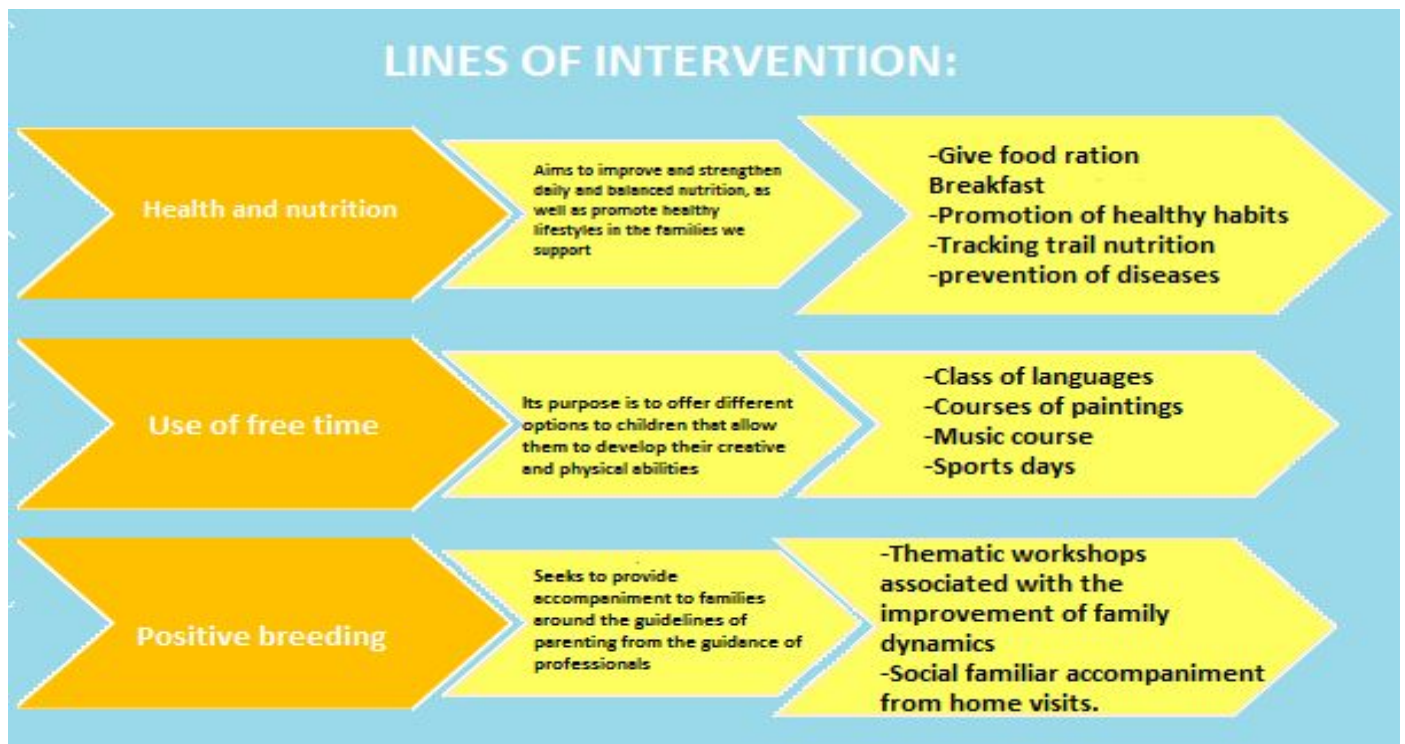 LINES OF INTERVENTION:
Health and nutrition
Aims to improve and strengthen
daily and balanced nutrition, as
well as promote healthy
lifestyles in the families we
support
-Give food ration
Breakfast
-Promotion of healthy habits
-Tracking trail nutrition
-prevention of diseases
Use of free time
Its purpose is to offer different
options to children that allow
them to develop their creative
and physical abilities
-Class of languages
-Courses of paintings
-Music course
-Sports days
Positive breeding
Seeks to provide
accompaniment to families
around the guidelines of
parenting from the guidance of
professionals
-Thematic workshops
associated with the
improvement of family
dynamics
-Social familiar accompaniment
from home visits.